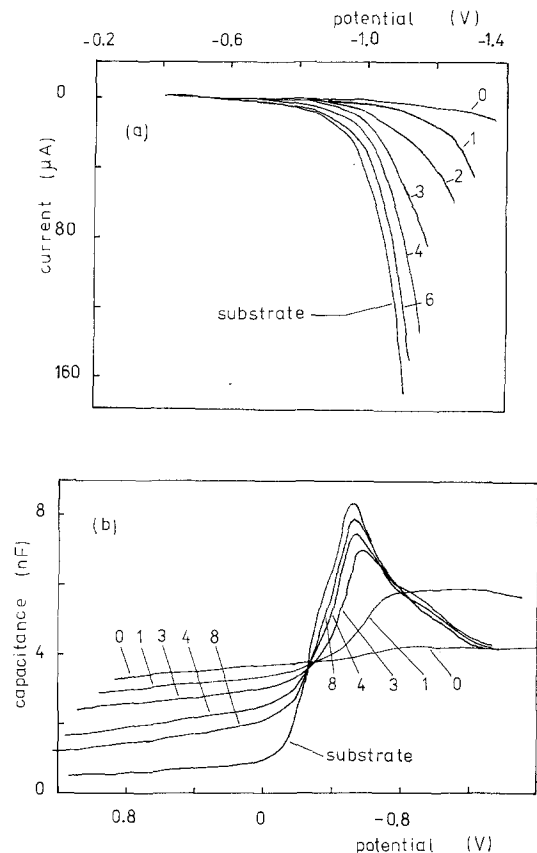 potential (V)
-0.2 -0.6 -1.0 -1.4
0
80
160
current (µA)
(a)
0
1
2
3
4
6
substrate
8
4
0
capacitance (nF)
(b)
0 1 3 4 8
8 4 3 1 0
substrate
0.8 0 -0.8
potential (V)